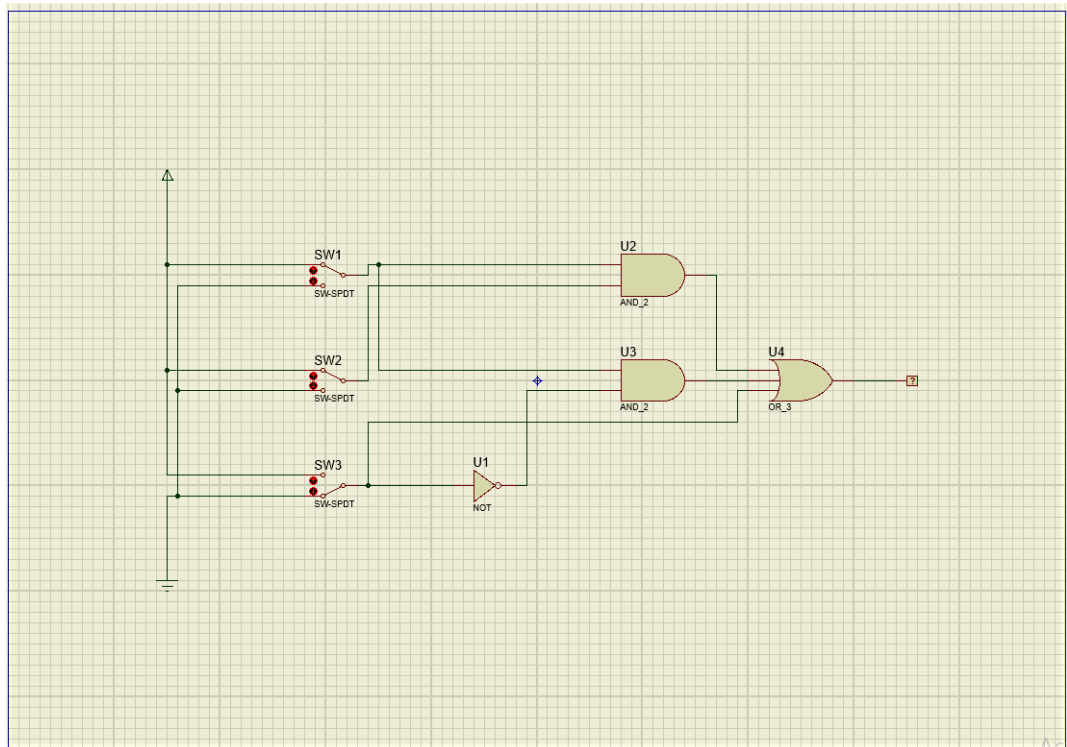 SW1
SW-SPDT
SW2
SW-SPDT
SW3
SW-SPDT
U1
NOT
U2
AND_2
U3
AND_2
U4
OR_3
?